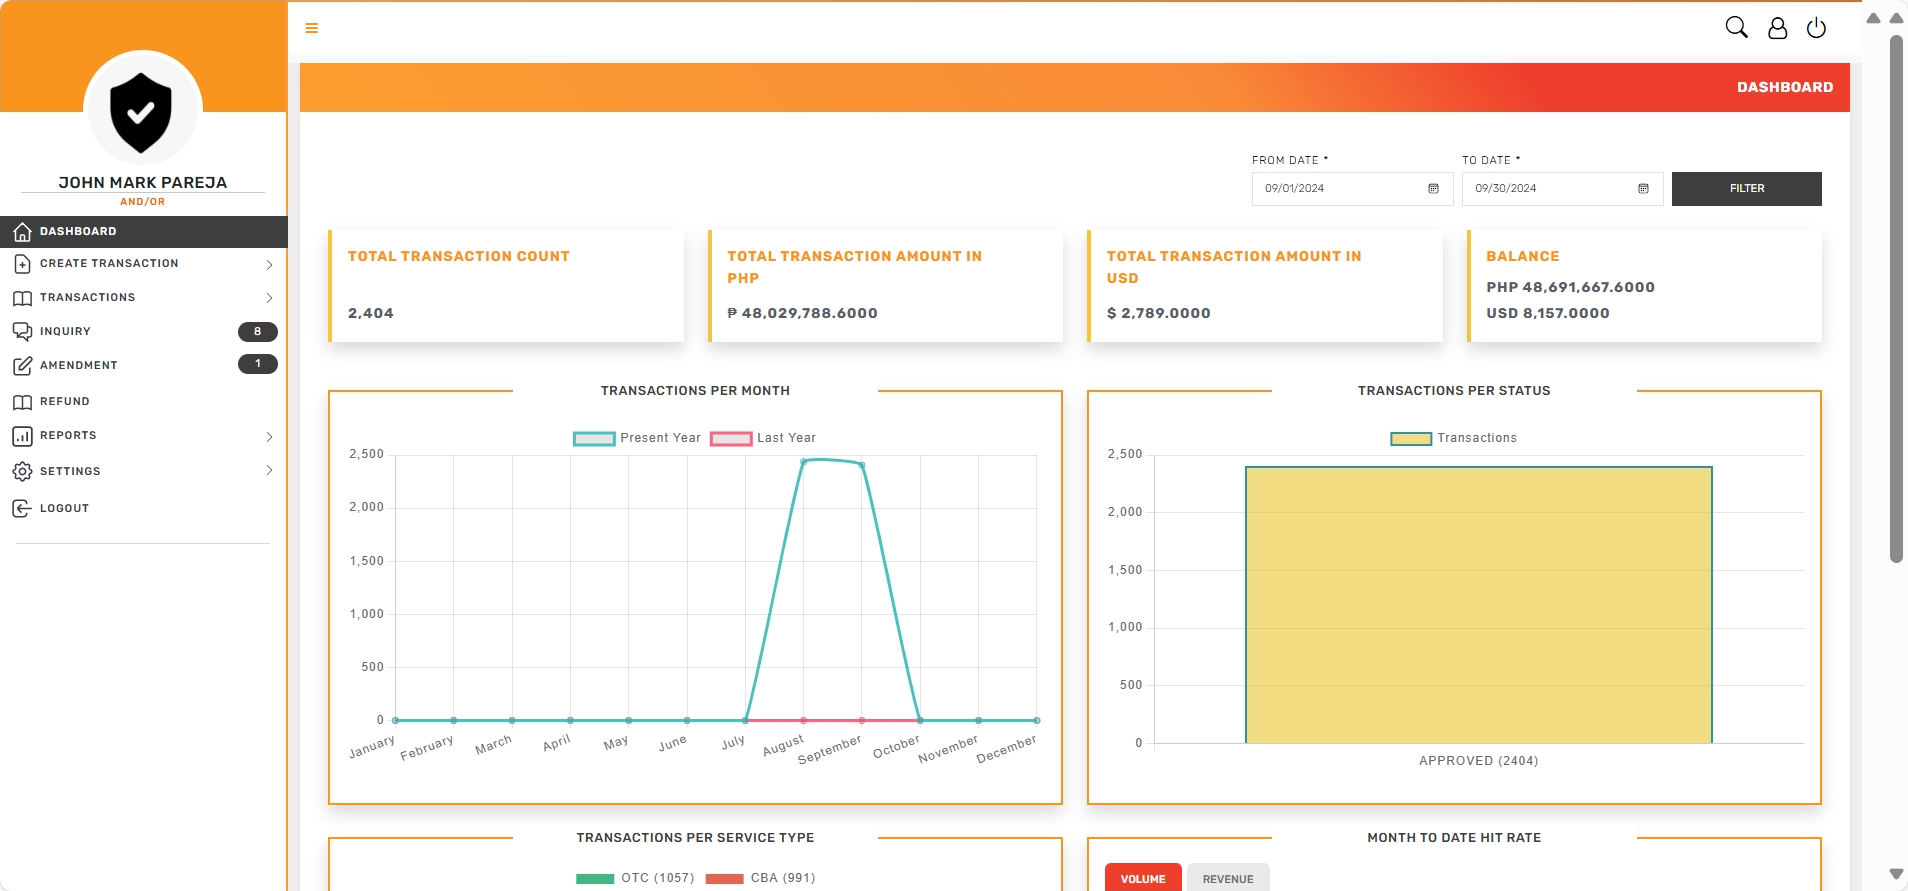 DASHBOARD
JOHN MARK PAREJA
AND/OR
DASHBOARD
CREATE TRANSACTION
TRANSACTIONS
INQUIRY 8
AMENDMENT 1
REFUND
REPORTS
SETTINGS
LOGOUT
FROM DATE * TO DATE *
09/01/2024 09/30/2024 FILTER
TOTAL TRANSACTION COUNT
2,404
TOTAL TRANSACTION AMOUNT IN
PHP
₱ 48,029,788.6000
TOTAL TRANSACTION AMOUNT IN
USD
$ 2,789.0000
BALANCE
PHP 48,691,667.6000
USD 8,157.0000
TRANSACTIONS PER MONTH
Present Year Last Year
2,500
2,000
1,500
1,000
500
0
January February March April May June July August September October November December
TRANSACTIONS PER STATUS
Transactions
2,500
2,000
1,500
1,000
500
0
APPROVED (2404)
TRANSACTIONS PER SERVICE TYPE
OTC (1057) CBA (991)
MONTH TO DATE HIT RATE
VOLUME REVENUE